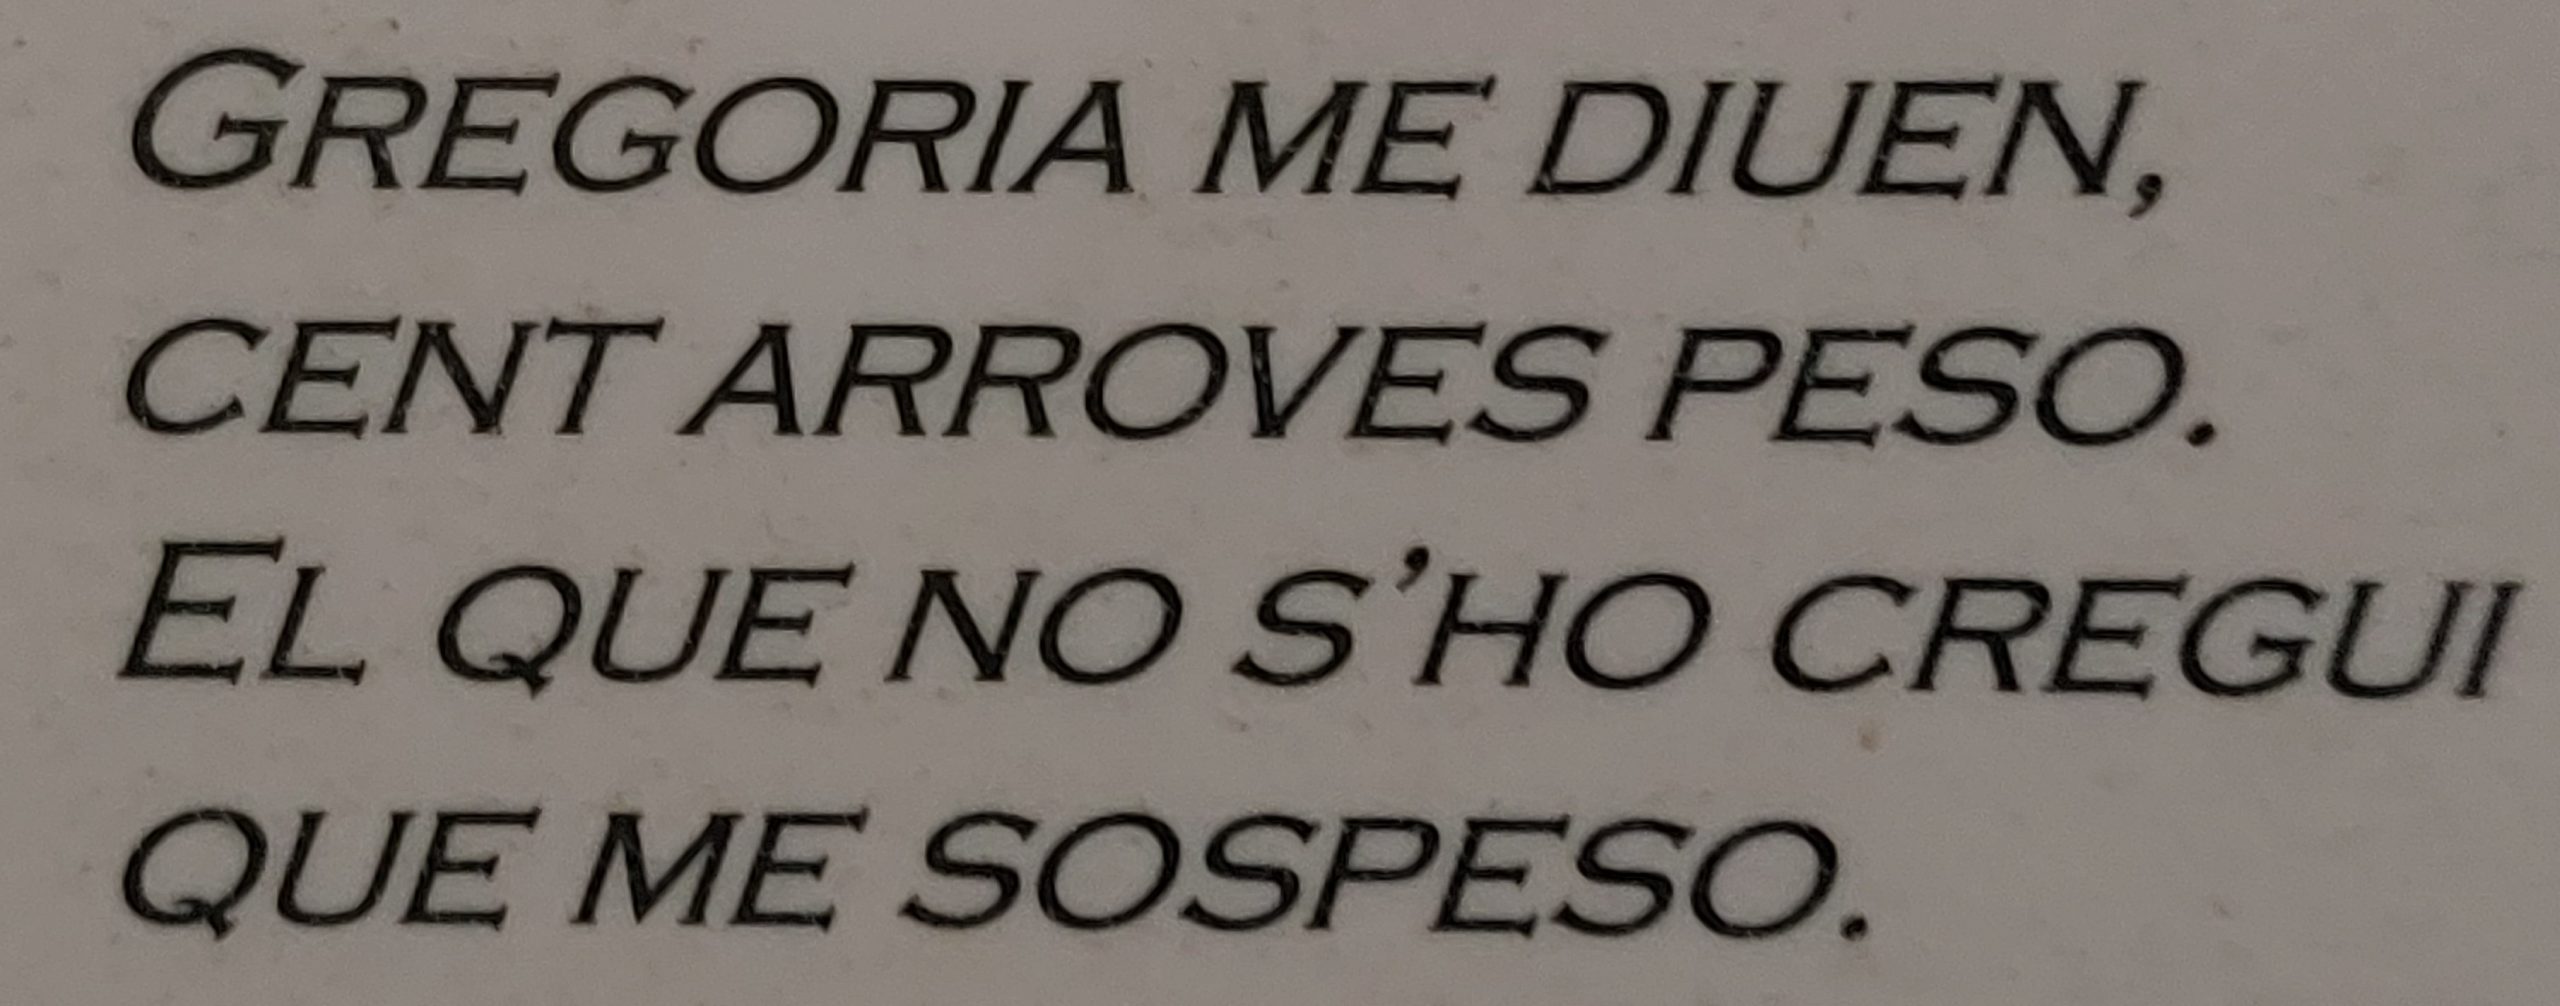 GREGORIA ME DIUEN,
CENT ARROVES PESO.
EL QUE NO S'HO CREGUI
QUE ME SOSPESO.